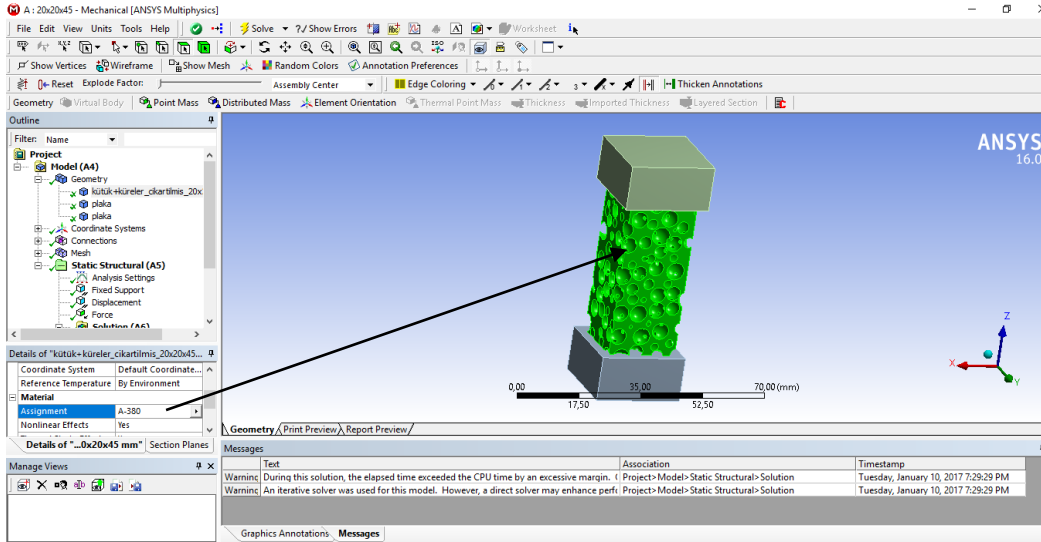 A : 20x20x45 - Mechanical [ANSYS Multiphysics]
File Edit View Units Tools Help Solve ?/ Show Errors Worksheet
Show Vertices Wireframe Show Mesh Random Colors Annotation Preferences
Reset Explode Factor: Assembly Center Edge Coloring Thicken Annotations
Geometry Virtual Body Point Mass Distributed Mass Element Orientation Thermal Point Mass Thickness Imported Thickness Layered Section
Outline
Filter: Name
Project
Model (A4)
Geometry
kütük+küreler_cikartilmis_20x
plaka
plaka
Coordinate Systems
Connections
Mesh
Static Structural (A5)
Analysis Settings
Fixed Support
Displacement
Force
Solution (A6)
Details of "kütük+küreler_cikartilmis_20x20x45...
Coordinate System Default Coordinate...
Reference Temperature By Environment
Material
Assignment A-380
Nonlinear Effects Yes
Details of "...0x20x45 mm" Section Planes
Manage Views
ANSYS
16.0
Z
X
Y
0,00 35,00 70,00 (mm)
17,50 52,50
Geometry Print Preview Report Preview
Messages
Text Association Timestamp
Warning During this solution, the elapsed time exceeded the CPU time by an excessive margin. Project>Model>Static Structural>Solution Tuesday, January 10, 2017 7:29:29 PM
Warning An iterative solver was used for this model. However, a direct solver may enhance perf Project>Model>Static Structural>Solution Tuesday, January 10, 2017 7:29:29 PM
Graphics Annotations Messages